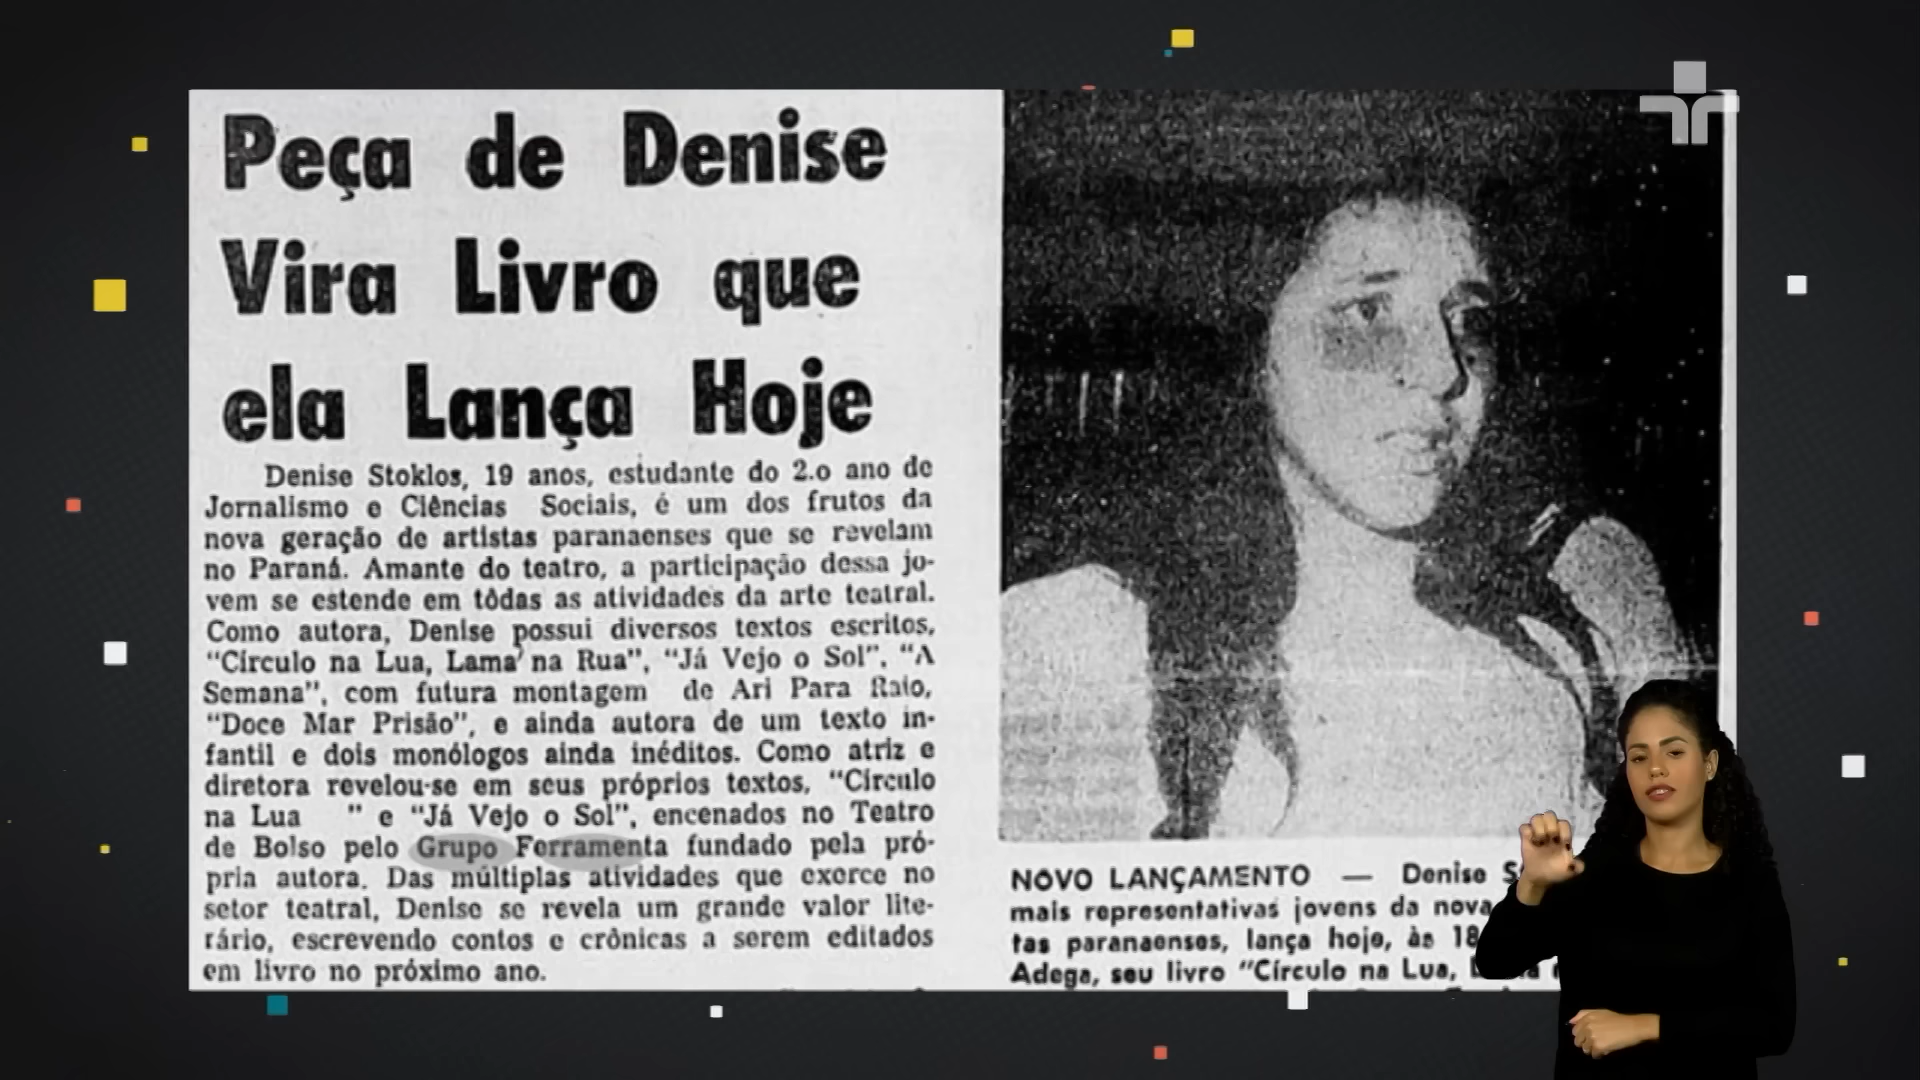 Peça de Denise
Vira Livro que
ela Lança Hoje
Denise Stoklos, 19 anos, estudante do 2.o ano de
Jornalismo e Ciências Sociais, é um dos frutos da
nova geração de artistas paranaenses que se revelam
no Paraná. Amante do teatro, a participação dessa jo-
vem se estende em tôdas as atividades da arte teatral.
Como autora, Denise possui diversos textos escritos,
"Círculo na Lua, Lama na Rua", "Já Vejo o Sol", "A
Semana", com futura montagem de Ari Para Raio,
"Doce Mar Prisão", e ainda autora de um texto in-
fantil e dois monólogos ainda inéditos. Como atriz e
diretora revelou-se em seus próprios textos, "Círculo
na Lua " e "Já Vejo o Sol", encenados no Teatro
de Bolso pelo Grupo Ferramenta fundado pela pró-
pria autora. Das múltiplas atividades que exerce no
setor teatral, Denise se revela um grande valor lite-
rário, escrevendo contos e crônicas a serem editados
em livro no próximo ano.
NOVO LANÇAMENTO — Denise
mais representativas jovens da nova
tas paranaenses, lança hoje, às 18
Adega, seu livro "Círculo na Lua,